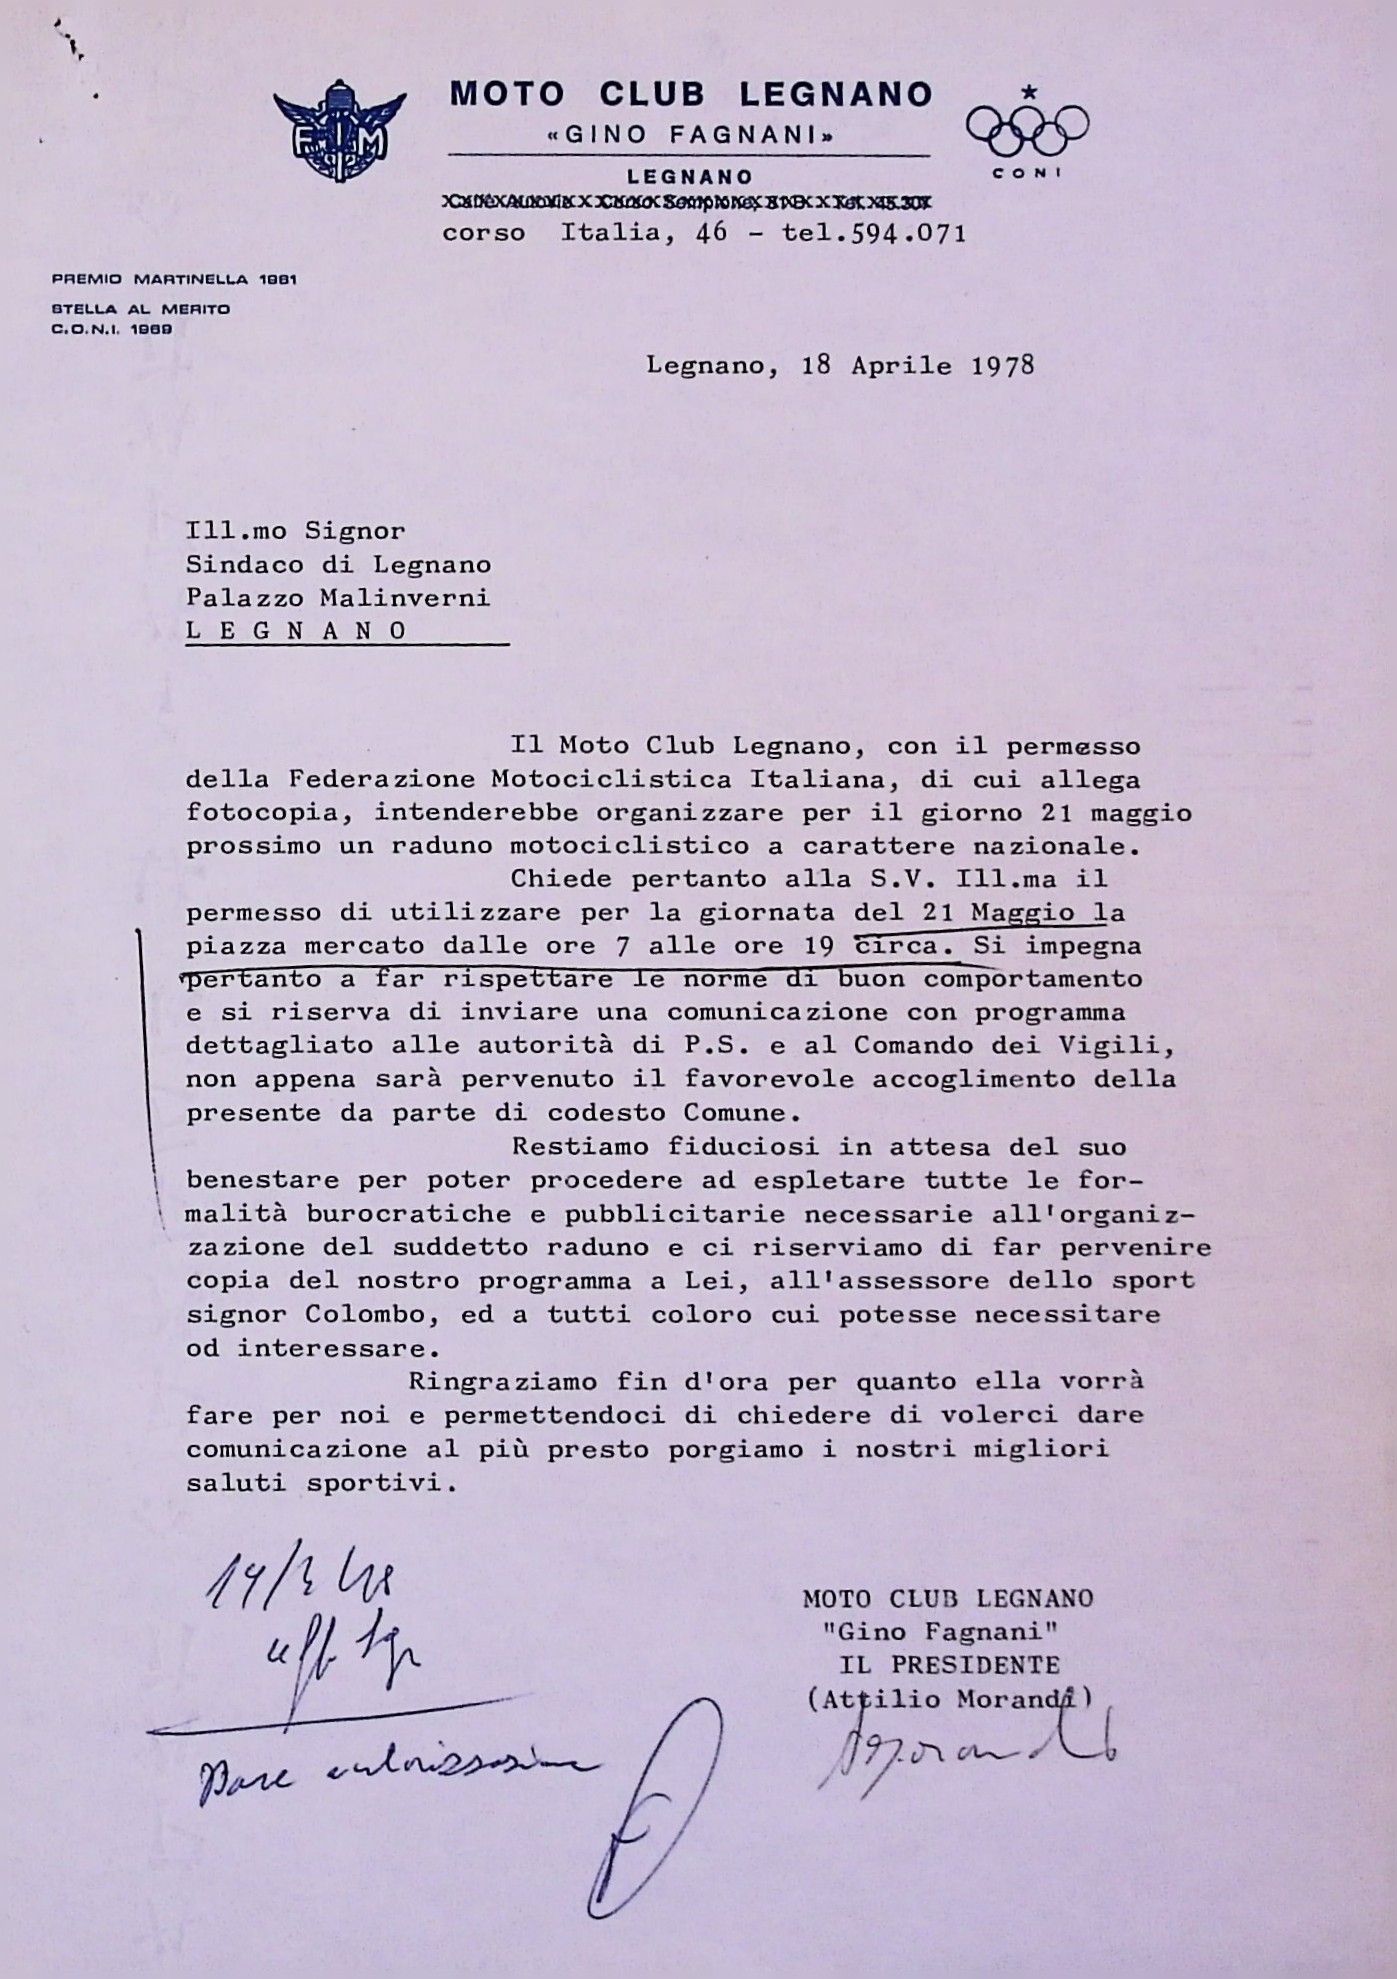 MOTO CLUB LEGNANO
«GINO FAGNANI»
LEGNANO
corso Italia, 46 - tel.594.071
FIM
CONI
PREMIO MARTINELLA 1961
STELLA AL MERITO
C.O.N.I. 1969
Legnano, 18 Aprile 1978
Ill.mo Signor
Sindaco di Legnano
Palazzo Malinverni
L E G N A N O
Il Moto Club Legnano, con il permesso
della Federazione Motociclistica Italiana, di cui allega
fotocopia, intenderebbe organizzare per il giorno 21 maggio
prossimo un raduno motociclistico a carattere nazionale.
Chiede pertanto alla S.V. Ill.ma il
permesso di utilizzare per la giornata del 21 Maggio la
piazza mercato dalle ore 7 alle ore 19 circa. Si impegna
pertanto a far rispettare le norme di buon comportamento
e si riserva di inviare una comunicazione con programma
dettagliato alle autorità di P.S. e al Comando dei Vigili,
non appena sarà pervenuto il favorevole accoglimento della
presente da parte di codesto Comune.
Restiamo fiduciosi in attesa del suo
benestare per poter procedere ad espletare tutte le for-
malità burocratiche e pubblicitarie necessarie all'organiz-
zazione del suddetto raduno e ci riserviamo di far pervenire
copia del nostro programma a Lei, all'assessore dello sport
signor Colombo, ed a tutti coloro cui potesse necessitare
od interessare.
Ringraziamo fin d'ora per quanto ella vorrà
fare per noi e permettendoci di chiedere di volerci dare
comunicazione al più presto porgiamo i nostri migliori
saluti sportivi.
MOTO CLUB LEGNANO
"Gino Fagnani"
IL PRESIDENTE
(Attilio Morandi)
Dare autorizzazione